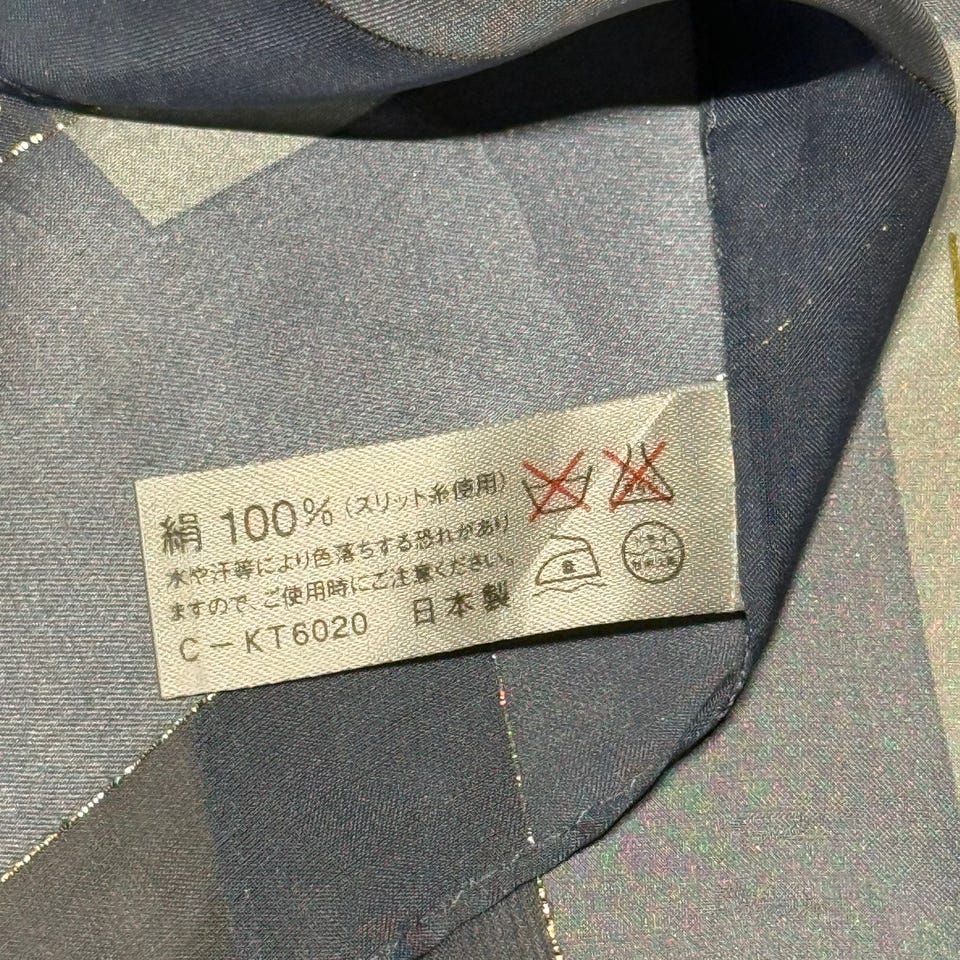 絹 100% (スリット糸使用)
水や汗等により色落ちする恐れがあり
ますので、ご使用時にご注意ください。
C-KT6020 日本製